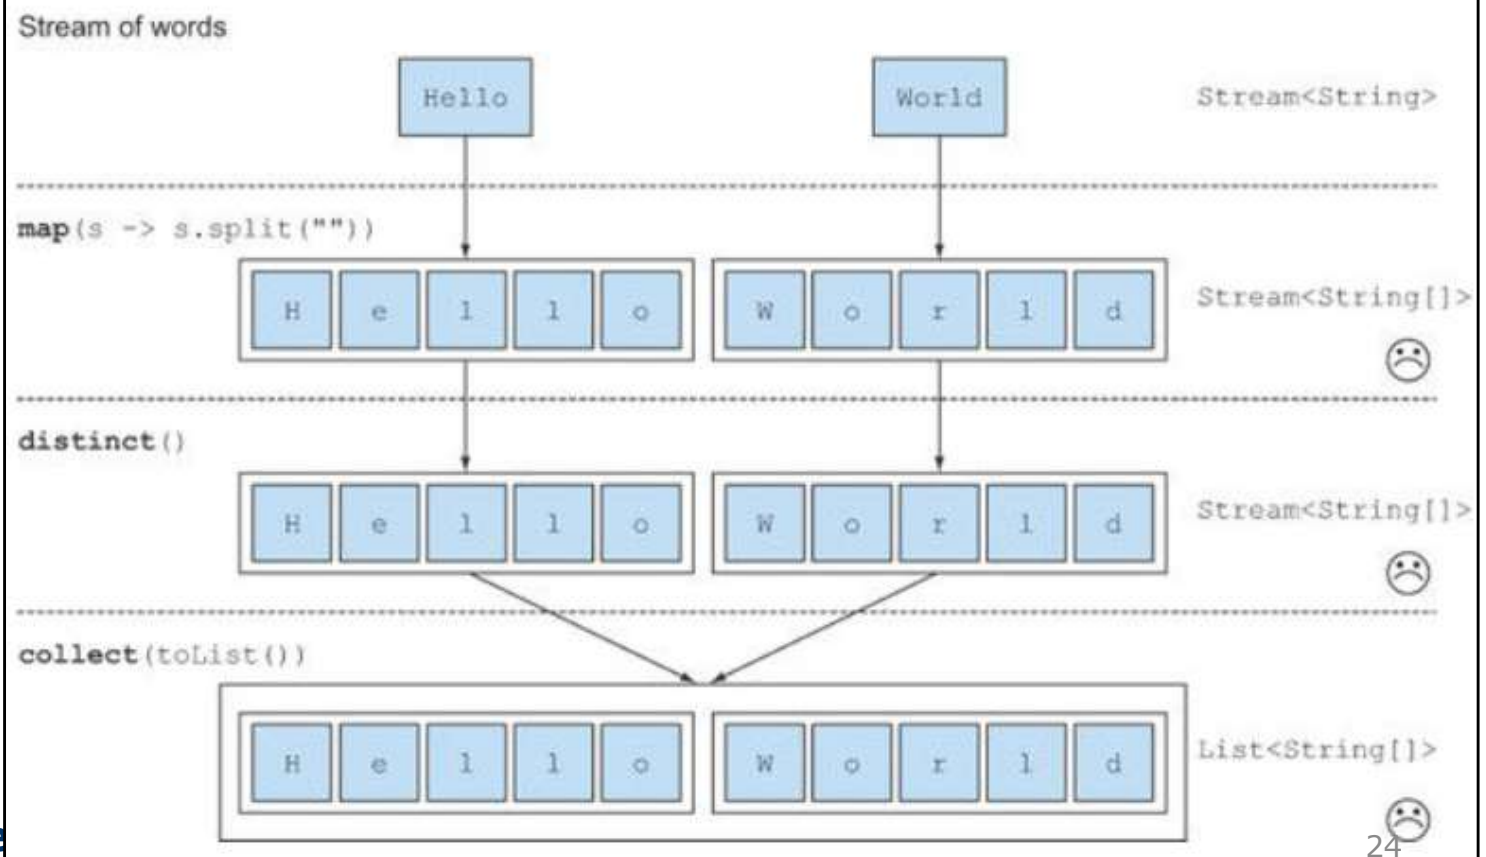 Stream of words
Hello World Stream<String>
map(s -> s.split(""))
H e l l o W o r l d Stream<String[]>
distinct()
H e l l o W o r l d Stream<String[]>
collect(toList())
H e l l o W o r l d List<String[]>
24